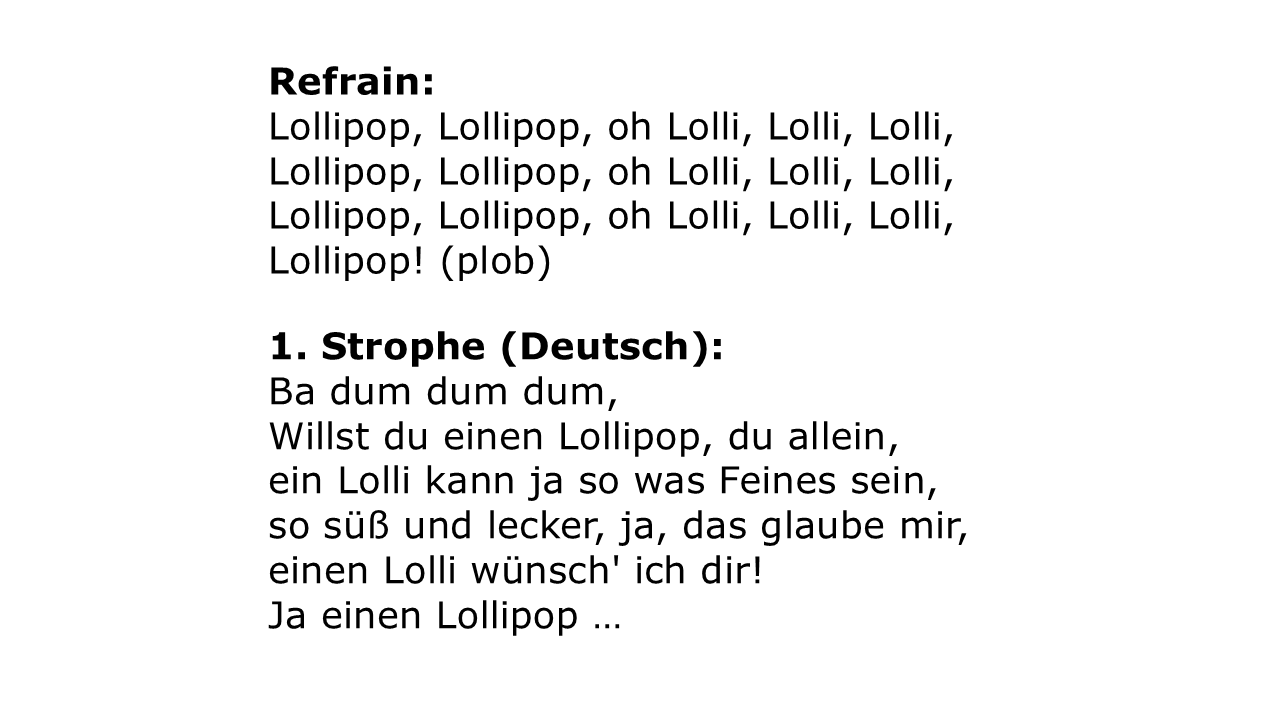 Refrain:
Lollipop, Lollipop, oh Lolli, Lolli, Lolli,
Lollipop, Lollipop, oh Lolli, Lolli, Lolli,
Lollipop, Lollipop, oh Lolli, Lolli, Lolli,
Lollipop! (plob)
1. Strophe (Deutsch):
Ba dum dum dum,
Willst du einen Lollipop, du allein,
ein Lolli kann ja so was Feines sein,
so süß und lecker, ja, das glaube mir,
einen Lolli wünsch' ich dir!
Ja einen Lollipop …